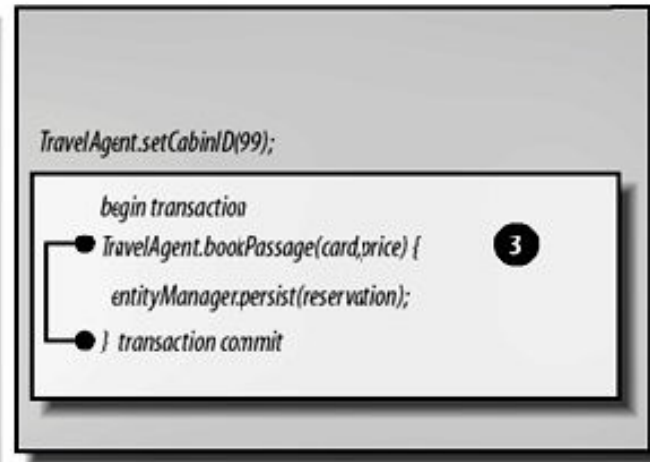 TravelAgent.setCabinID(99);
begin transaction
TravelAgent.bookPassage(card,price) {
3
entityManager.persist(reservation);
} transaction commit